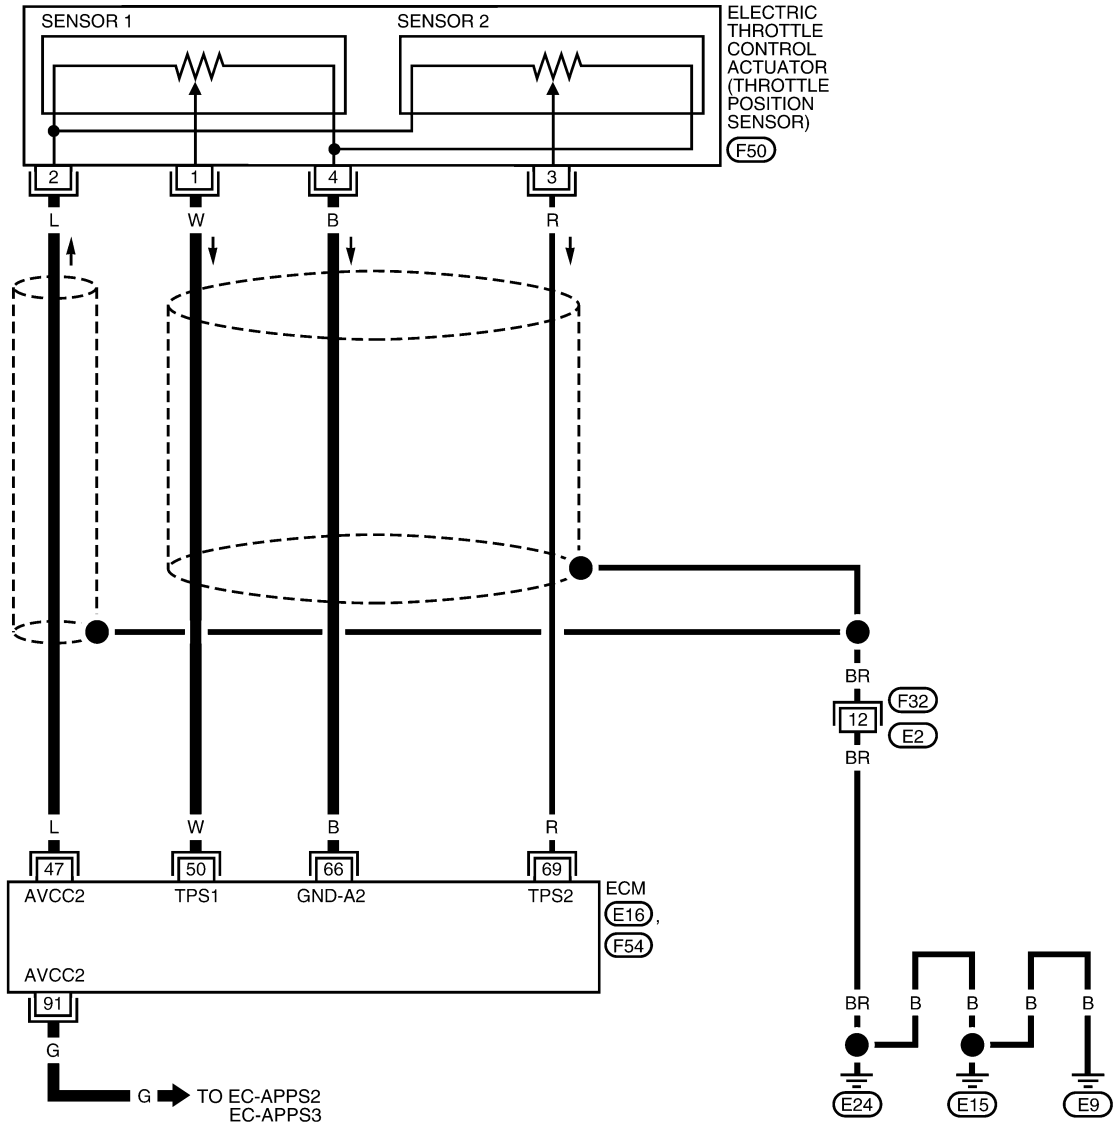 SENSOR 1
SENSOR 2
ELECTRIC
THROTTLE
CONTROL
ACTUATOR
(THROTTLE
POSITION
SENSOR)
F50
2
1
4
3
L
W
B
R
BR
F32
12
E2
BR
L
W
B
R
47
50
66
69
AVCC2
TPS1
GND-A2
TPS2
ECM
E16 ,
F54
AVCC2
91
BR
B
B
B
B
G
G
TO EC-APPS2
EC-APPS3
E24
E15
E9